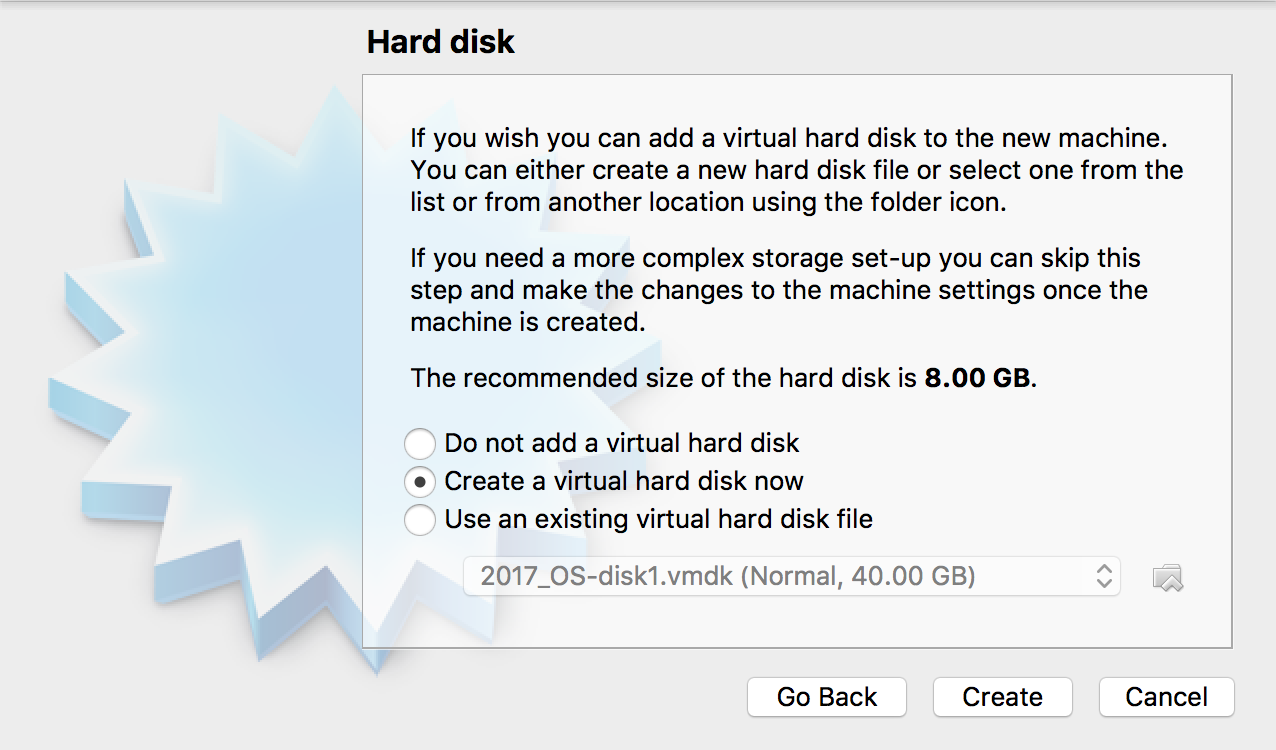 Hard disk
If you wish you can add a virtual hard disk to the new machine.
You can either create a new hard disk file or select one from the
list or from another location using the folder icon.
If you need a more complex storage set-up you can skip this
step and make the changes to the machine settings once the
machine is created.
The recommended size of the hard disk is 8.00 GB.
Do not add a virtual hard disk
Create a virtual hard disk now
Use an existing virtual hard disk file
2017_OS-disk1.vmdk (Normal, 40.00 GB)
Go Back Create Cancel